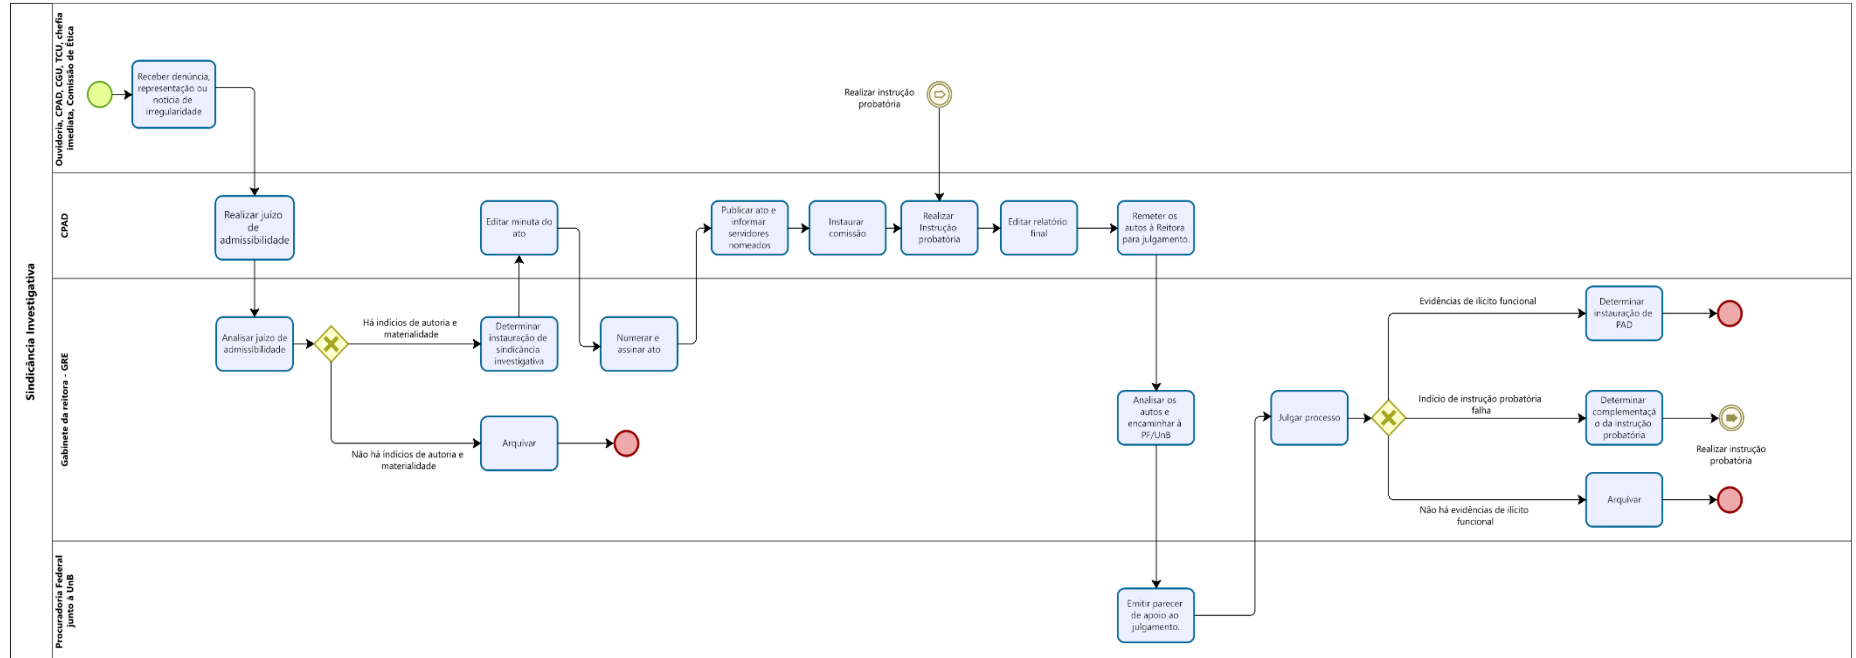 Sindicância Investigativa
Ouvidoria, CPAD, CGU, TCU, chefia
imediata, Comissão de Ética
Receber denúncia,
representação ou
notícia de
irregularidade
Realizar instrução
probatória
CPAD
Realizar juízo
de
admissibilidade
Editar minuta do
ato
Publicar ato e
informar
servidores
nomeados
Instaurar
comissão
Realizar
Instrução
probatória
Editar relatório
final
Remeter os
autos à Reitora
para julgamento.
Gabinete da reitora - GRE
Analisar juízo de
admissibilidade
Há indícios de autoria e
materialidade
Determinar
instauração de
sindicância
investigativa
Numerar e
assinar ato
Não há índicios de autoria e
materialidade
Arquivar
Analisar os
autos e
encaminhar à
PF/UnB
Julgar processo
Evidências de ilícito funcional
Determinar
instauração de
PAD
Indício de instrução probatória
falha
Determinar
complementaçã
o da instrução
probatória
Realizar instrução
probatória
Não há evidências de ilícito
funcional
Arquivar
Procuradoria Federal
junto à UnB
Emitir parecer
de apoio ao
julgamento.